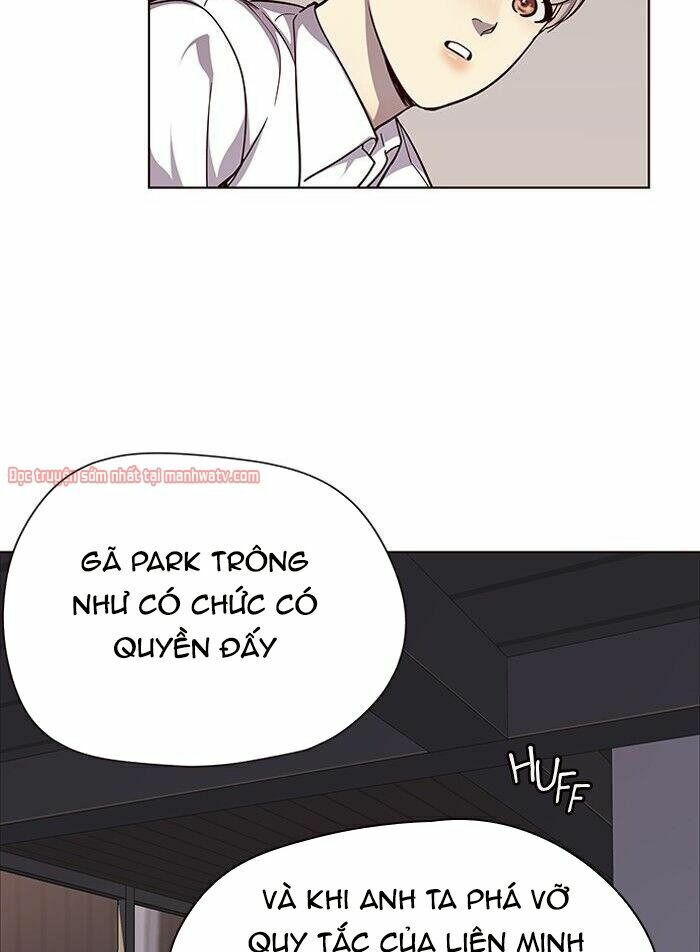 Đọc truyện sớm nhất tại manhwatv.com
GÃ PARK TRÔNG
NHƯ CÓ CHỨC CÓ
QUYỀN ĐẤY
HUFF
VÀ KHI ANH TA PHÁ VỠ
QUY TẮC CỦA LIÊN MINH